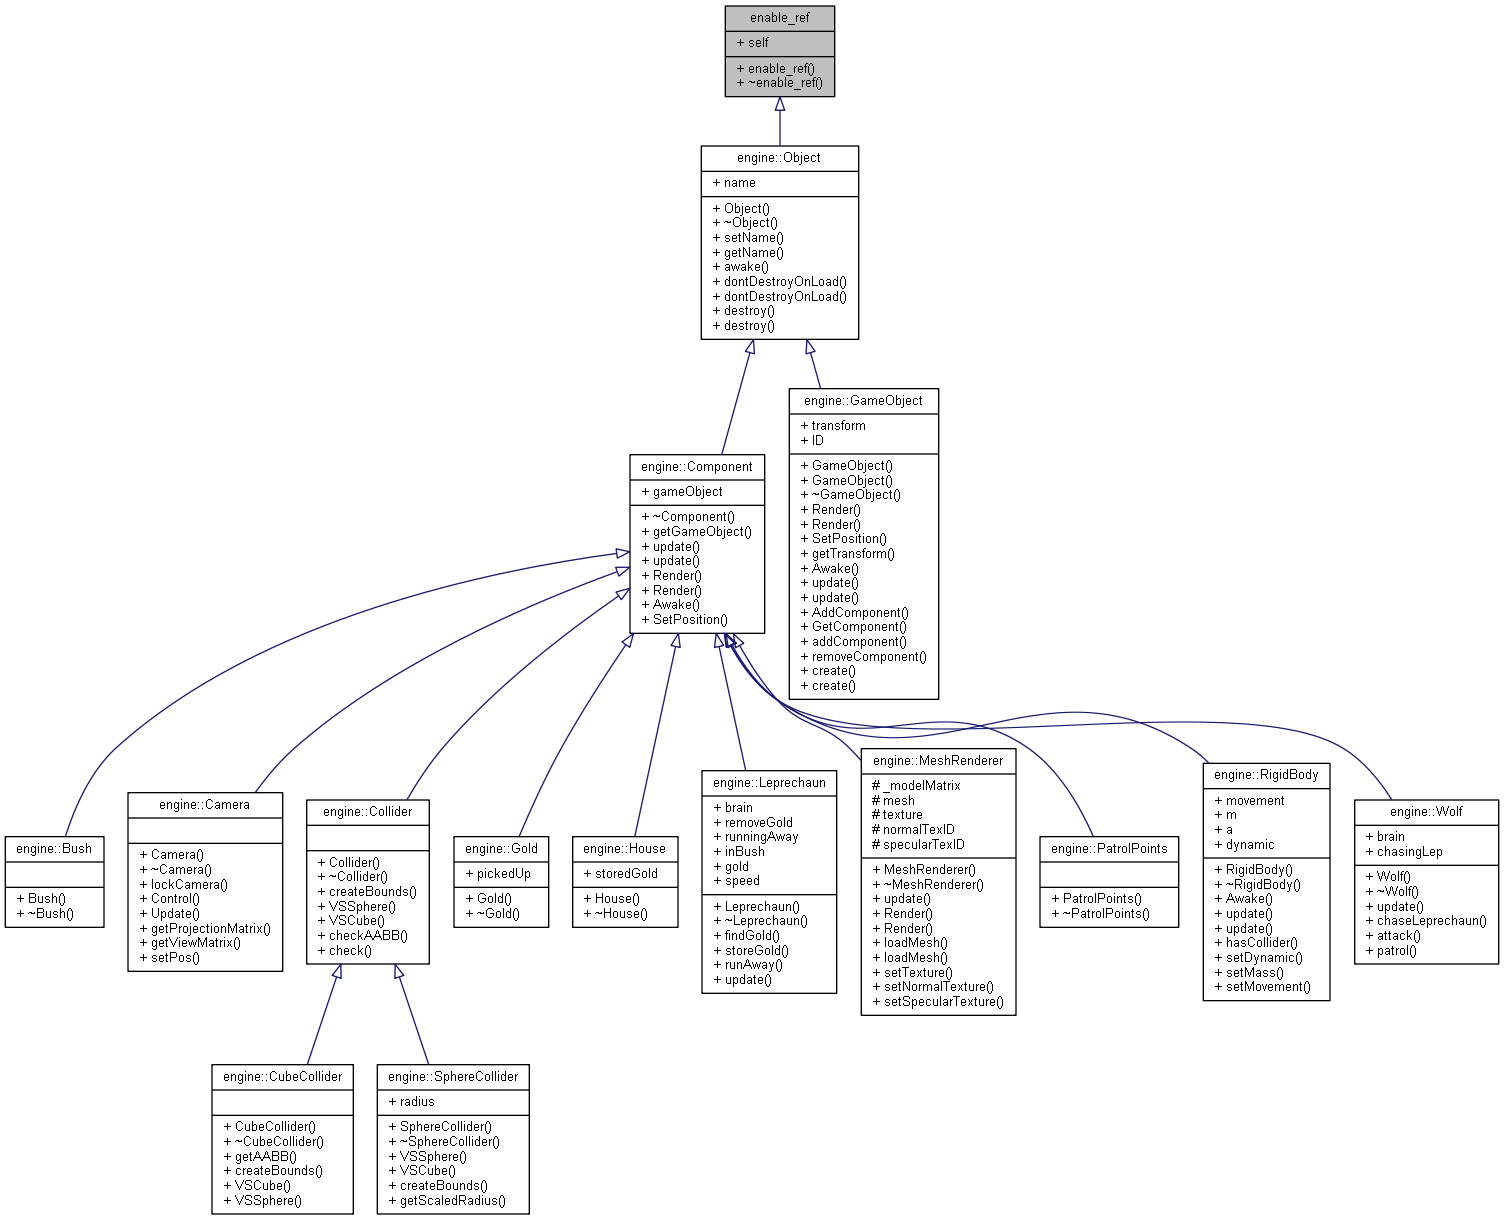 enable_ref
+ self
+ enable_ref()
+ ~enable_ref()
engine::Object
+ name
+ Object()
+ ~Object()
+ setName()
+ getName()
+ awake()
+ dontDestroyOnLoad()
+ dontDestroyOnLoad()
+ destroy()
+ destroy()
engine::GameObject
+ transform
+ ID
+ GameObject()
+ GameObject()
+ ~GameObject()
+ Render()
+ Render()
+ SetPosition()
+ getTransform()
+ Awake()
+ update()
+ update()
+ AddComponent()
+ GetComponent()
+ addComponent()
+ removeComponent()
+ create()
+ create()
engine::Component
+ gameObject
+ ~Component()
+ getGameObject()
+ update()
+ update()
+ Render()
+ Render()
+ Awake()
+ SetPosition()
engine::Bush
+ Bush()
+ ~Bush()
engine::Camera
+ Camera()
+ ~Camera()
+ lockCamera()
+ Control()
+ Update()
+ getProjectionMatrix()
+ getViewMatrix()
+ setPos()
engine::Collider
+ Collider()
+ ~Collider()
+ createBounds()
+ VSSphere()
+ VSCube()
+ checkAABB()
+ check()
engine::Gold
+ pickedUp
+ Gold()
+ ~Gold()
engine::House
+ storedGold
+ House()
+ ~House()
engine::Leprechaun
+ brain
+ removeGold
+ runningAway
+ inBush
+ gold
+ speed
+ Leprechaun()
+ ~Leprechaun()
+ findGold()
+ storeGold()
+ runAway()
+ update()
engine::MeshRenderer
# _modelMatrix
# mesh
# texture
# normalTexID
# specularTexID
+ MeshRenderer()
+ ~MeshRenderer()
+ update()
+ Render()
+ Render()
+ loadMesh()
+ loadMesh()
+ setTexture()
+ setNormalTexture()
+ setSpecularTexture()
engine::PatrolPoints
+ PatrolPoints()
+ ~PatrolPoints()
engine::RigidBody
+ movement
+ m
+ a
+ dynamic
+ RigidBody()
+ ~RigidBody()
+ Awake()
+ update()
+ update()
+ hasCollider()
+ setDynamic()
+ setMass()
+ setMovement()
engine::Wolf
+ brain
+ chasingLep
+ Wolf()
+ ~Wolf()
+ update()
+ chaseLeprechaun()
+ attack()
+ patrol()
engine::CubeCollider
+ CubeCollider()
+ ~CubeCollider()
+ getAABB()
+ createBounds()
+ VSCube()
+ VSSphere()
engine::SphereCollider
+ radius
+ SphereCollider()
+ ~SphereCollider()
+ VSSphere()
+ VSCube()
+ createBounds()
+ getScaledRadius()